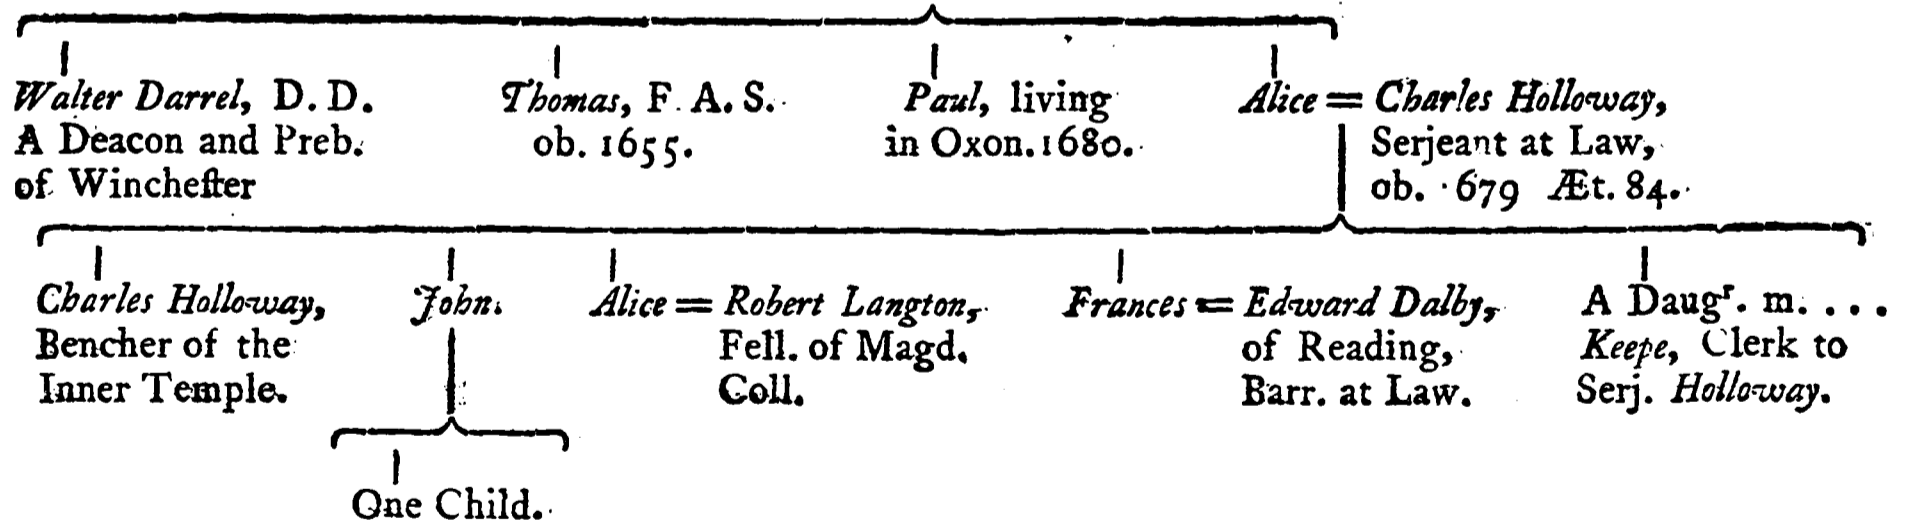 Walter Darrel, D. D.
A Deacon and Preb.
of Wincheſter
Thomas, F. A. S.
ob. 1655.
Paul, living
in Oxon. 1680.
Alice = Charles Holloway,
Serjeant at Law,
ob. 679 Æt. 84.
Charles Holloway,
Bencher of the
Inner Temple.
John.
Alice = Robert Langton,
Fell. of Magd.
Coll.
Frances = Edward Dalby,
of Reading,
Barr. at Law.
A Daugʳ. m. . . .
Keepe, Clerk to
Serj. Holloway.
One Child.